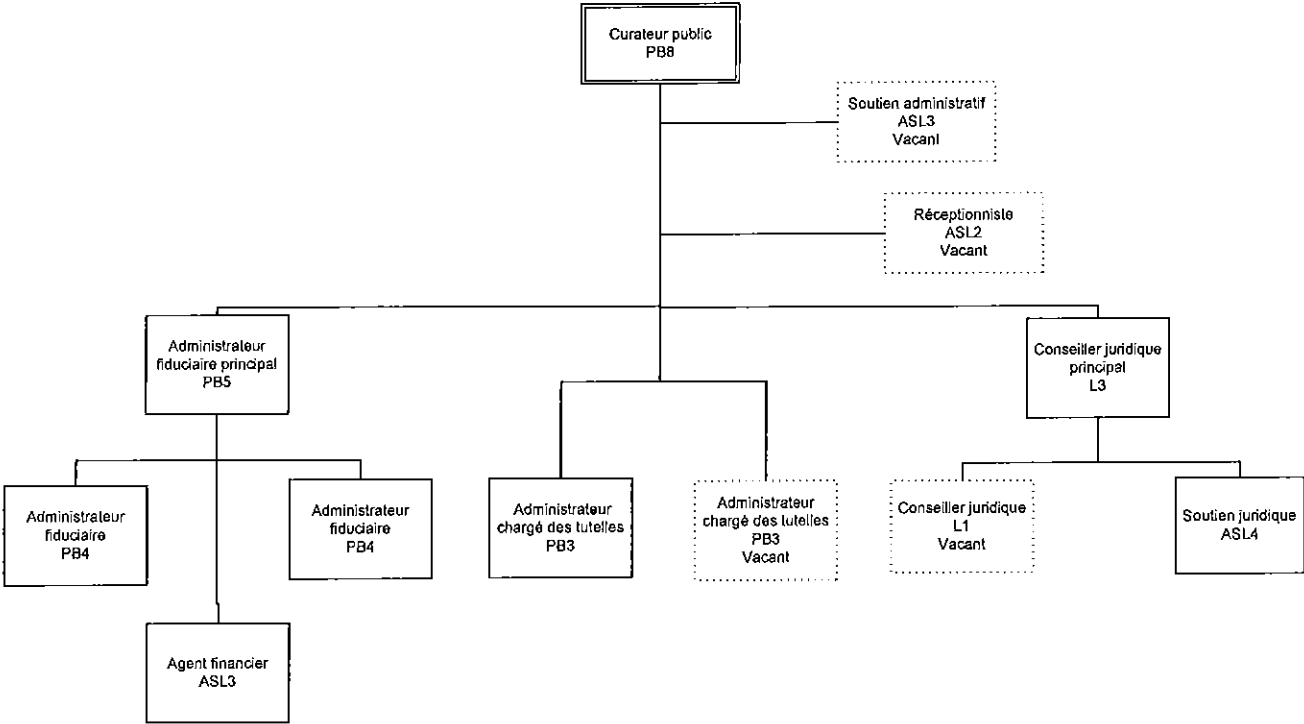 Curateur public
PB8
Soutien administratif
ASL3
Vacant
Réceptionniste
ASL2
Vacant
Administrateur
fiduciaire principal
PB5
Conseiller juridique
principal
L3
Administrateur
fiduciaire
PB4
Administrateur
fiduciaire
PB4
Administrateur
chargé des tutelles
PB3
Administrateur
chargé des tutelles
PB3
Vacant
Conseiller juridique
L1
Vacant
Soutien juridique
ASL4
Agent financier
ASL3